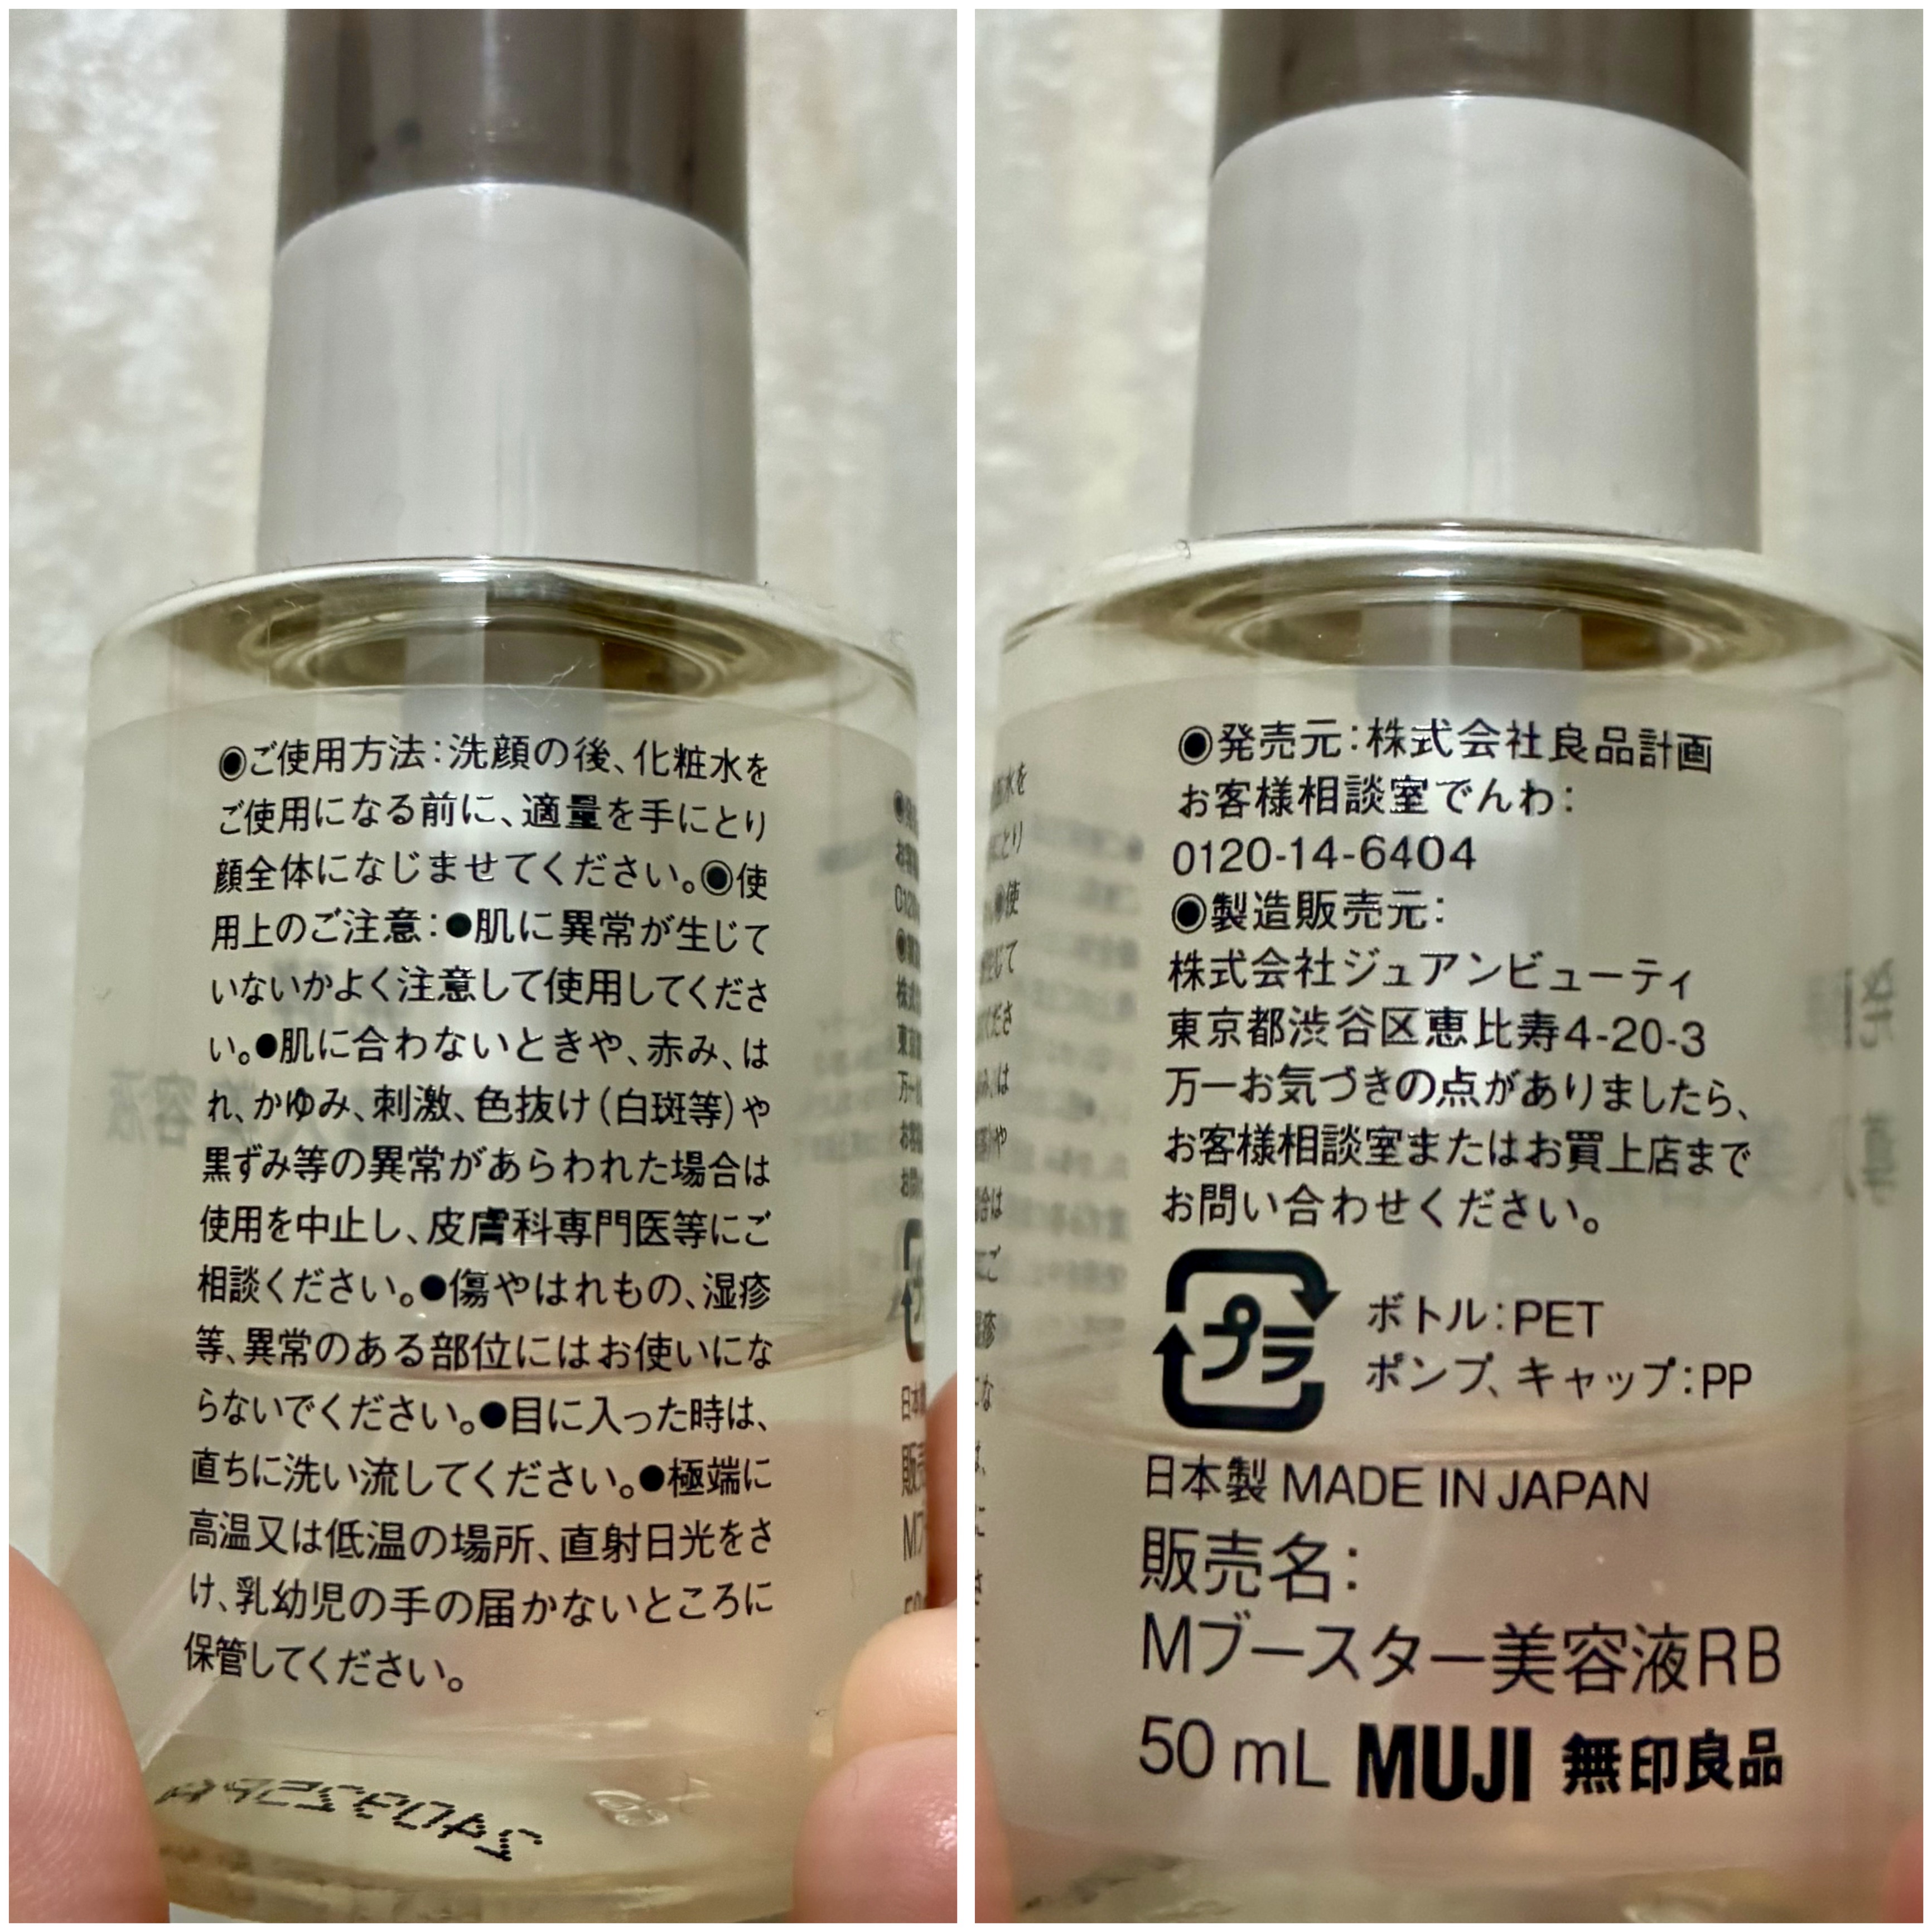 ◉ご使用方法：洗顔の後、化粧水を
ご使用になる前に、適量を手にとり
顔全体になじませてください。◉使
用上のご注意：●肌に異常が生じて
いないかよく注意して使用してくださ
い。●肌に合わないときや、赤み、は
れ、かゆみ、刺激、色抜け（白斑等）や
黒ずみ等の異常があらわれた場合は
使用を中止し、皮膚科専門医等にご
相談ください。●傷やはれもの、湿疹
等、異常のある部位にはお使いにな
らないでください。●目に入った時は、
直ちに洗い流してください。●極端に
高温又は低温の場所、直射日光をさ
け、乳幼児の手の届かないところに
保管してください。
◉発売元：株式会社良品計画
お客様相談室でんわ：
0120-14-6404
◉製造販売元：
株式会社ジュアンビューティ
東京都渋谷区恵比寿4-20-3
万一お気づきの点がありましたら、
お客様相談室またはお買上店まで
お問い合わせください。
プラ
ボトル：PET
ポンプ、キャップ：PP
日本製 MADE IN JAPAN
販売名：
Mブースター美容液RB
50 mL MUJI 無印良品